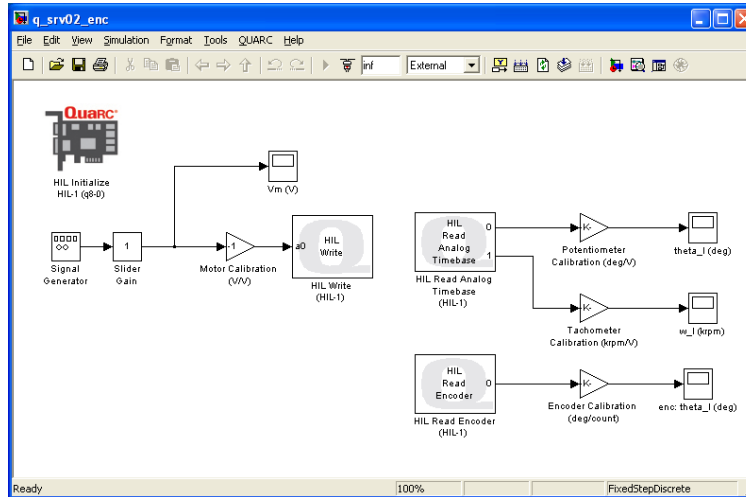 q_srv02_enc
File Edit View Simulation Format Tools QUARC Help
inf External
QUARC®
HIL Initialize
HIL-1 (q8-0)
Vm (V)
Signal
Generator
1
Slider
Gain
-1
Motor Calibration
(V/V)
a0
HIL
Write
HIL Write
(HIL-1)
HIL
Read
Analog
Timebase
0
1
HIL Read Analog
Timebase
(HIL-1)
K-
Potentiometer
Calibration (deg/V)
theta_l (deg)
K-
Tachometer
Calibration (krpm/V)
w_l (krpm)
HIL
Read
Encoder
0
HIL Read Encoder
(HIL-1)
K-
Encoder Calibration
(deg/count)
enc: theta_l (deg)
Ready 100% FixedStepDiscrete